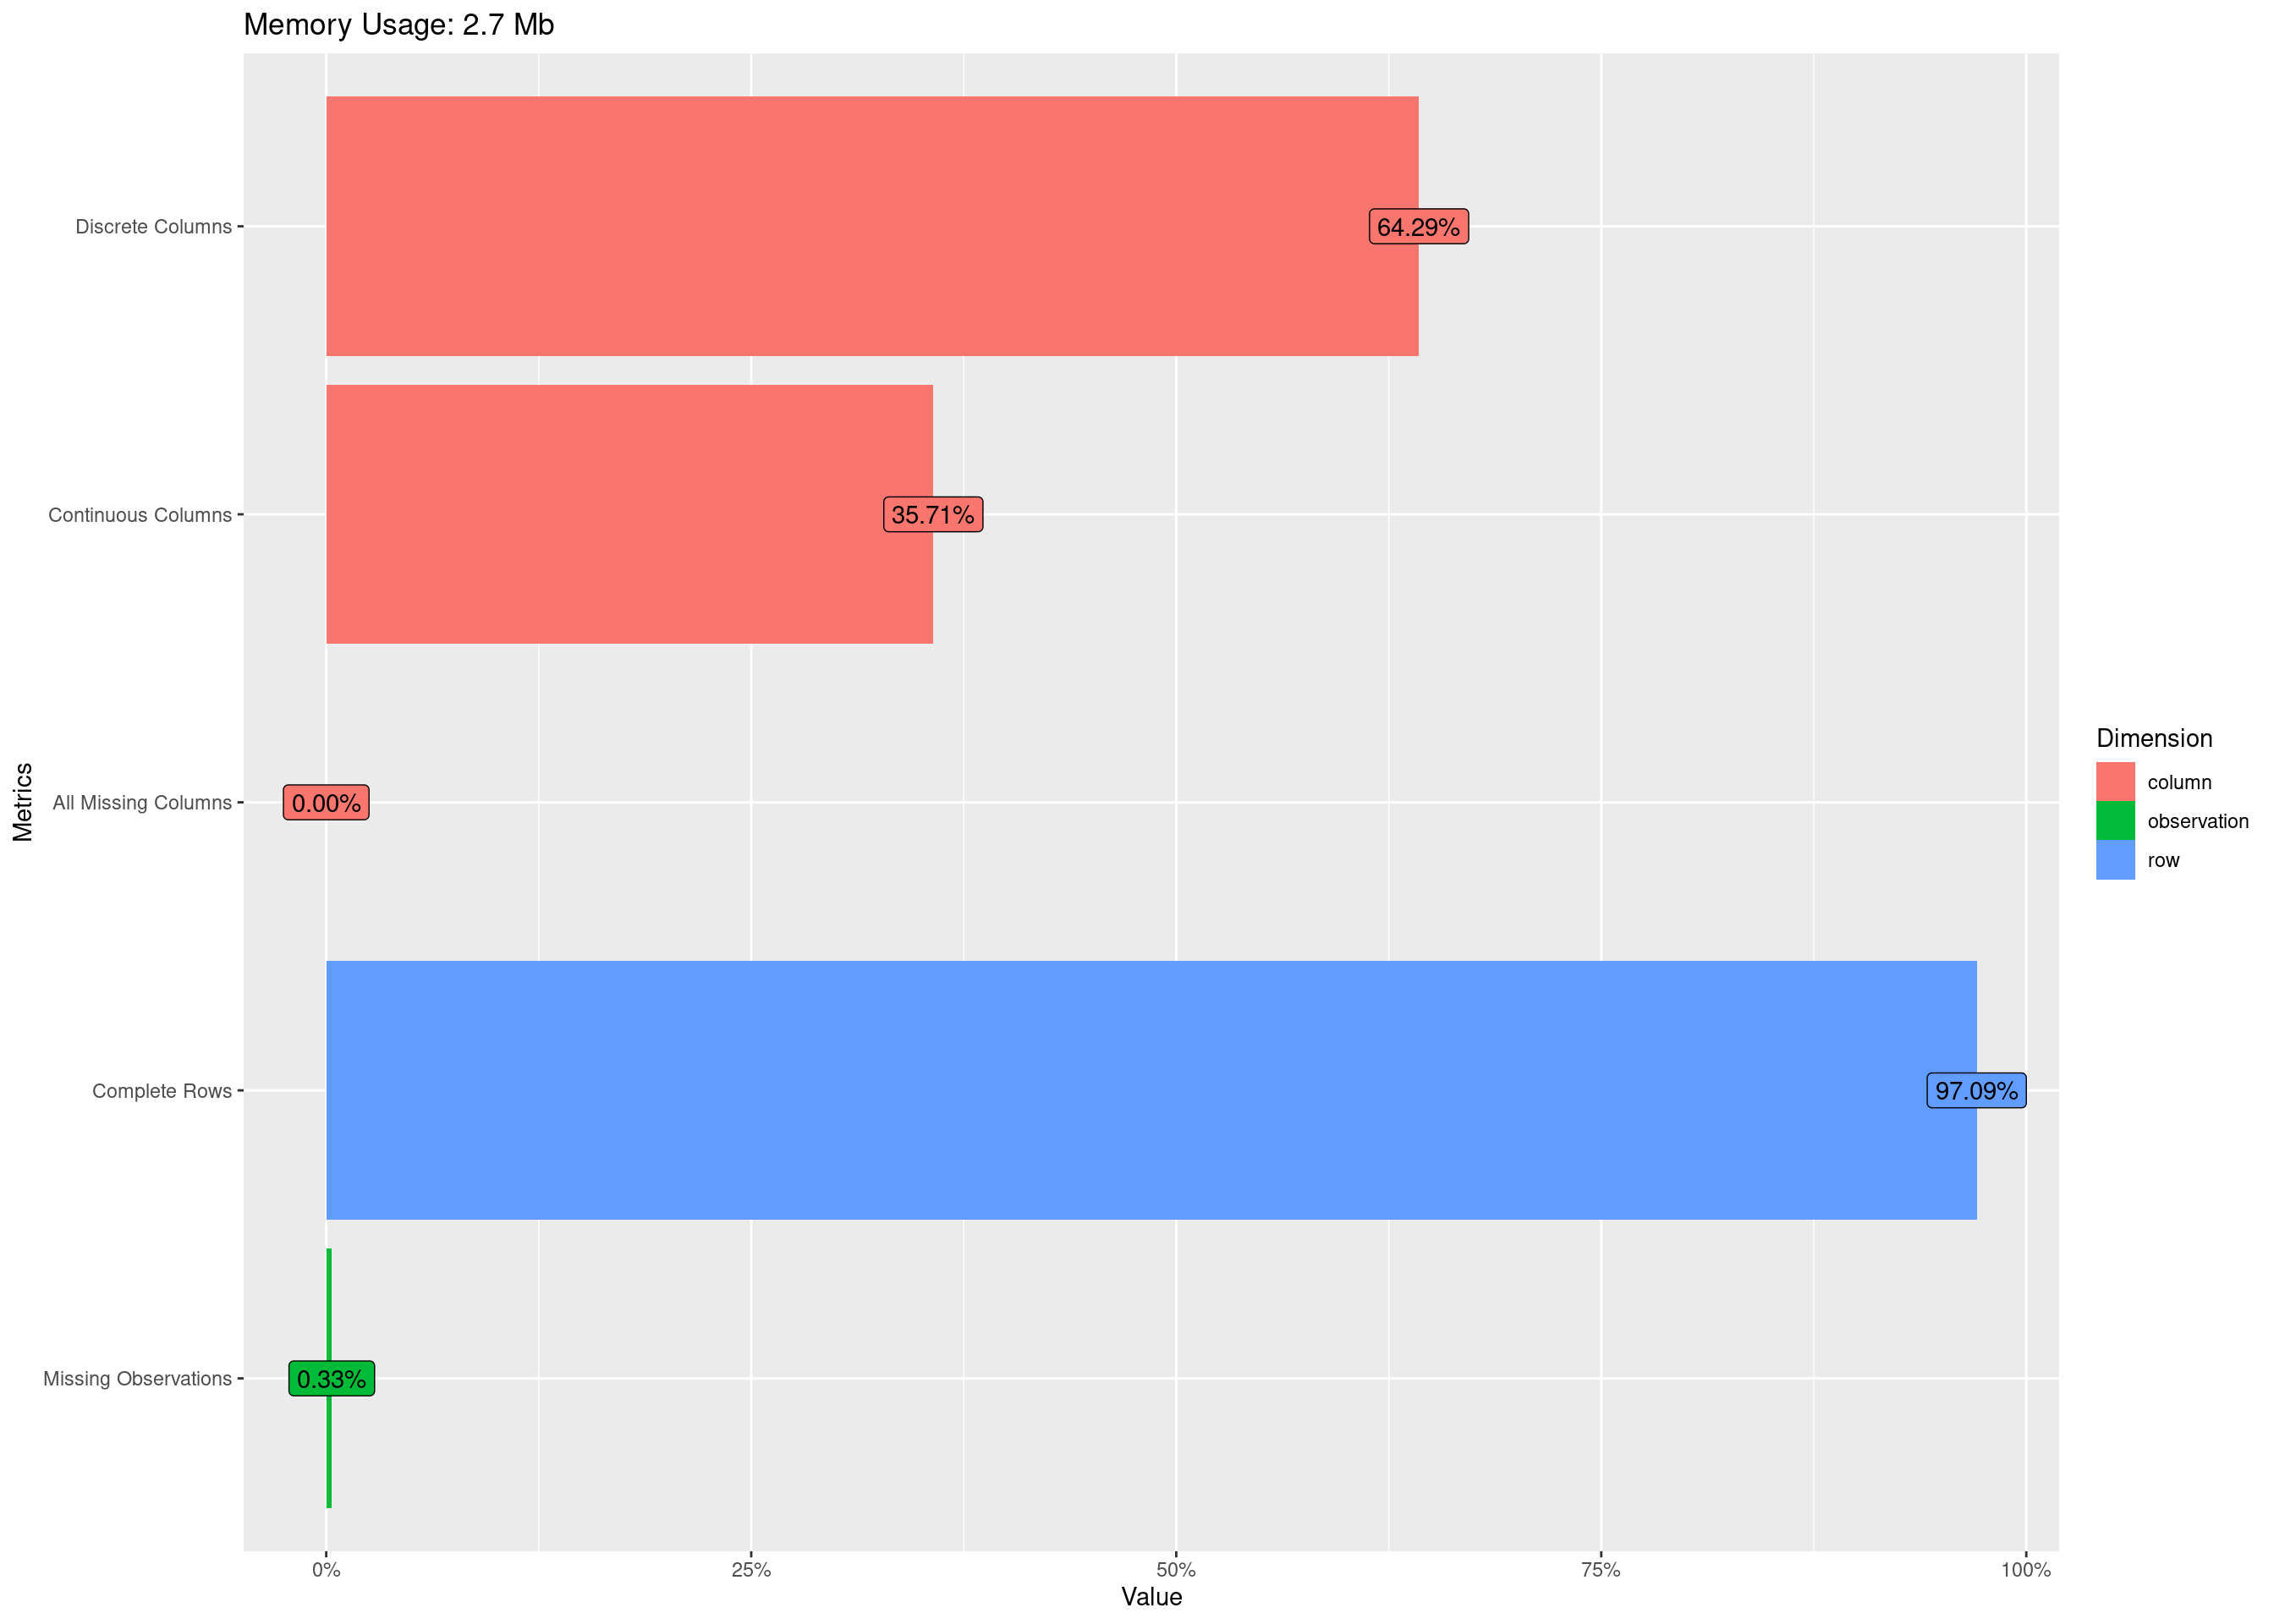 Memory Usage: 2.7 Mb
Discrete Columns
64.29%
Continuous Columns
35.71%
All Missing Columns
0.00%
Complete Rows
97.09%
Missing Observations
0.33%
Metrics
0%
25%
50%
75%
100%
Value
Dimension
column
observation
row